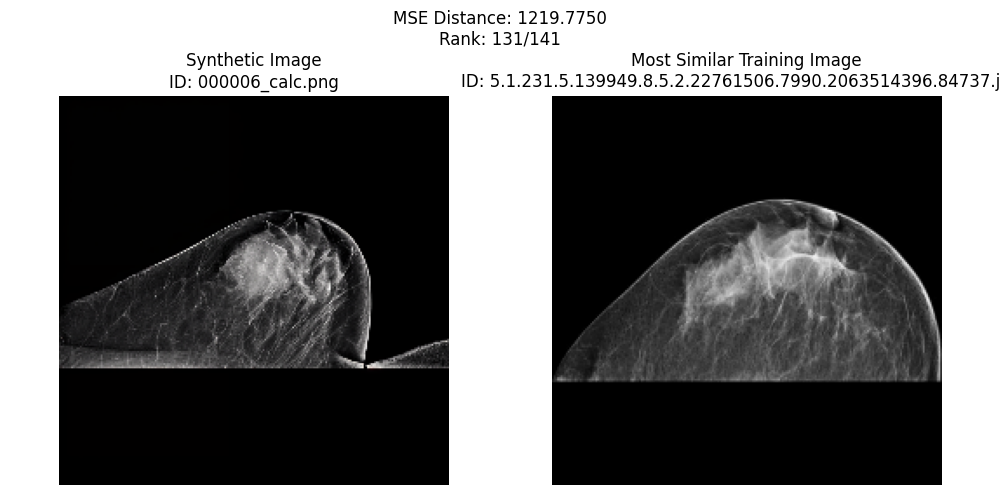 MSE Distance: 1219.7750
Rank: 131/141
Synthetic Image
ID: 000006_calc.png
Most Similar Training Image
ID: 5.1.231.5.139949.8.5.2.22761506.7990.2063514396.84737.j